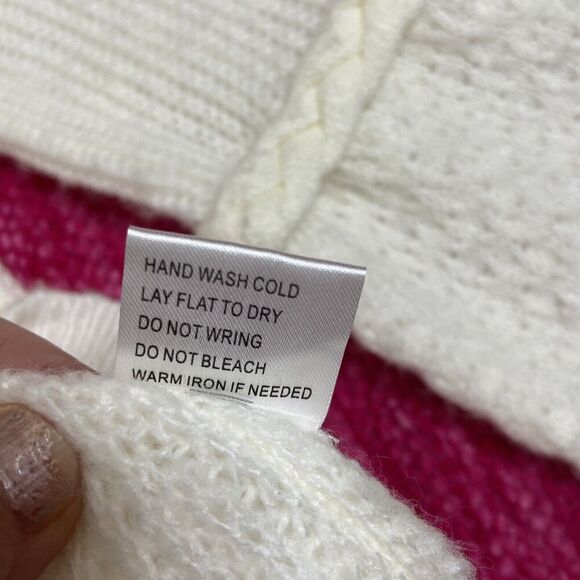 HAND WASH COLD
LAY FLAT TO DRY
DO NOT WRING
DO NOT BLEACH
WARM IRON IF NEEDED